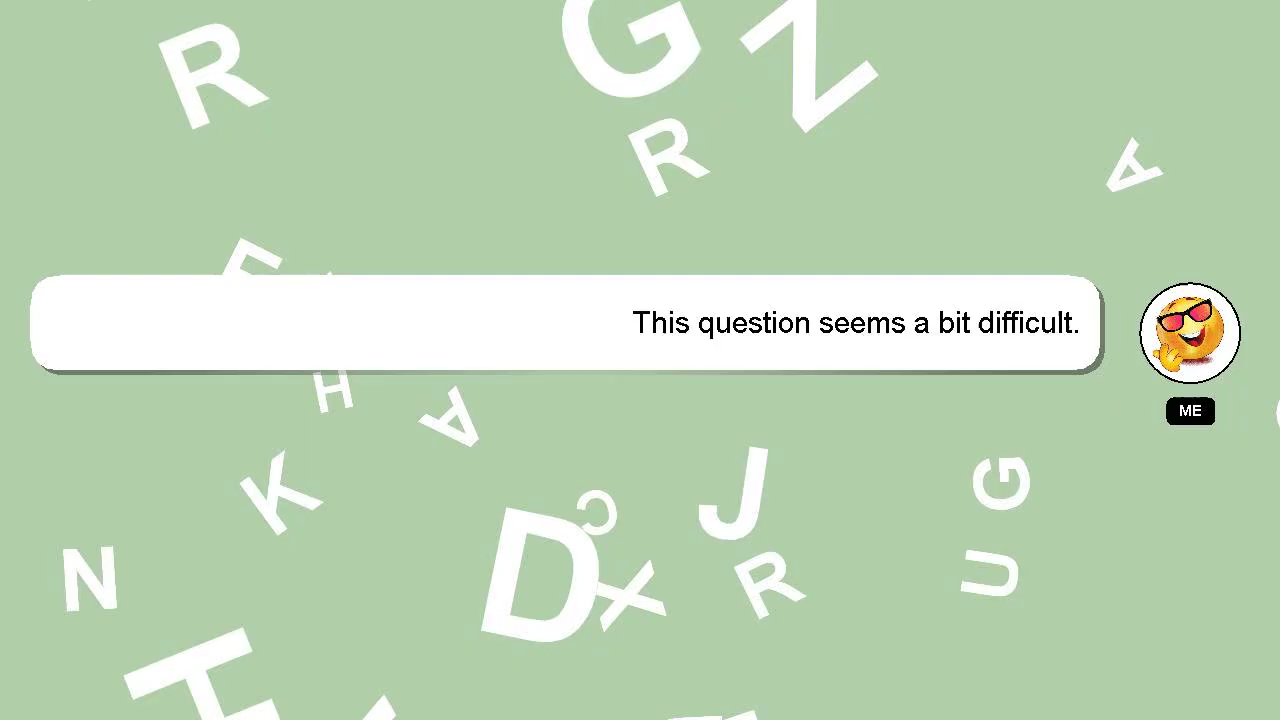 R
G
Z
R
A
This question seems a bit difficult.
ME
H
A
K
J
G
C
D
N
X
R
U